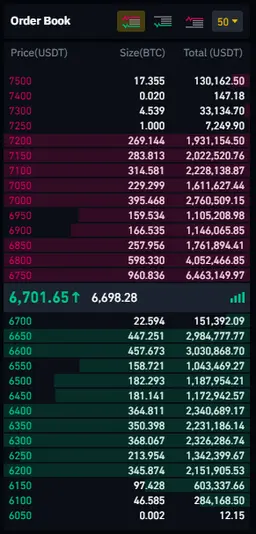 Order Book 50
Price(USDT) Size(BTC) Total (USDT)
7500 17.355 130,162.50
7400 0.020 147.18
7300 4.539 33,134.70
7250 1.000 7,249.90
7200 269.144 1,931,154.50
7150 283.813 2,022,520.76
7100 314.581 2,228,138.87
7050 229.299 1,611,627.44
7000 395.468 2,760,509.15
6950 159.534 1,105,208.98
6900 166.535 1,146,065.85
6850 257.956 1,761,894.41
6800 598.330 4,052,466.85
6750 960.836 6,463,149.97
6,701.65↑ 6,698.28
6700 22.594 151,392.09
6650 447.251 2,984,777.77
6600 457.673 3,030,868.70
6550 158.721 1,043,469.27
6500 182.293 1,187,954.21
6450 181.141 1,172,942.57
6400 364.811 2,340,689.17
6350 350.398 2,231,186.14
6300 368.067 2,326,286.74
6250 213.954 1,342,399.67
6200 345.874 2,151,905.53
6150 97.428 603,337.66
6100 46.585 284,168.50
6050 0.002 12.15